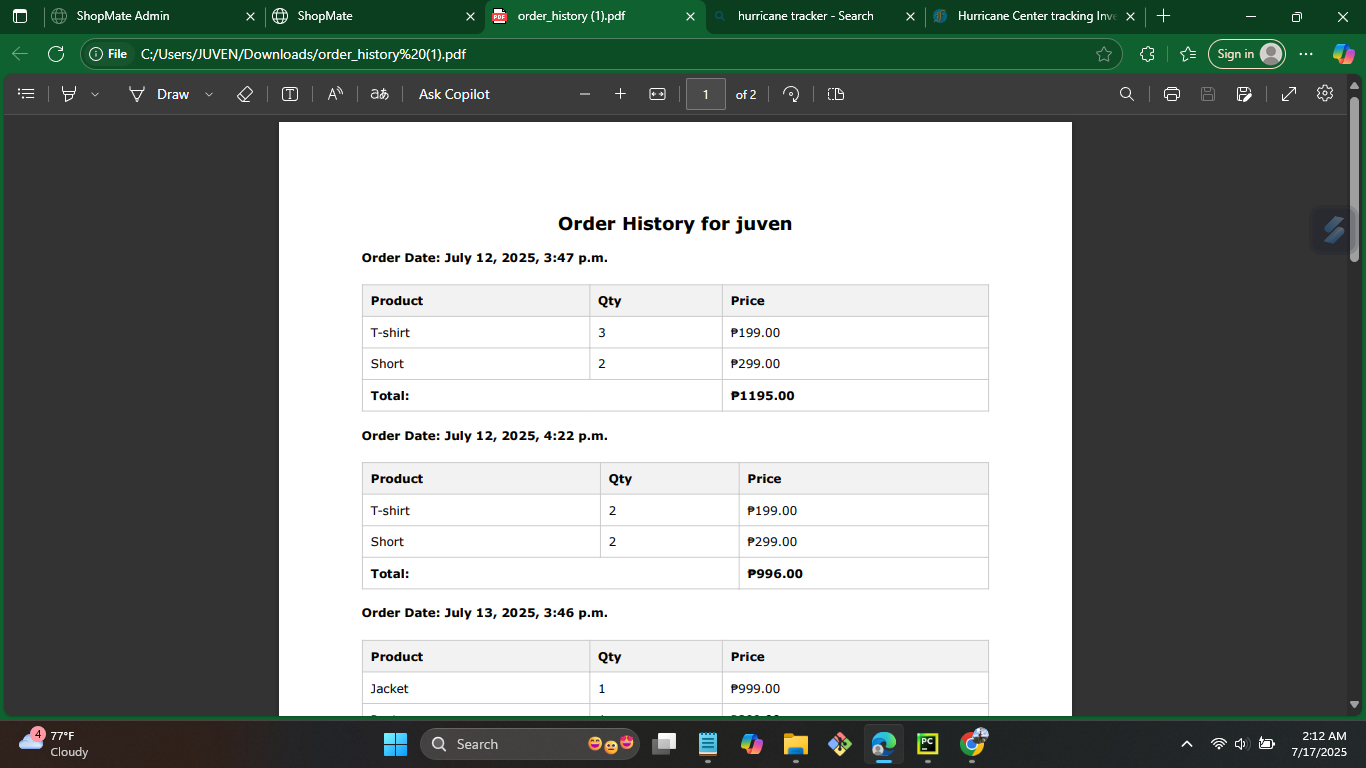 ShopMate Admin
ShopMate
order_history (1).pdf
hurricane tracker - Search
Hurricane Center tracking Inve
File C:/Users/JUVEN/Downloads/order_history%20(1).pdf
Sign in
Draw
aあ
Ask Copilot
1 of 2
Order History for juven
Order Date: July 12, 2025, 3:47 p.m.
Product Qty Price
T-shirt 3 ₱199.00
Short 2 ₱299.00
Total: ₱1195.00
Order Date: July 12, 2025, 4:22 p.m.
Product Qty Price
T-shirt 2 ₱199.00
Short 2 ₱299.00
Total: ₱996.00
Order Date: July 13, 2025, 3:46 p.m.
Product Qty Price
Jacket 1 ₱999.00
4
77°F
Cloudy
Search
PC
2:12 AM
7/17/2025